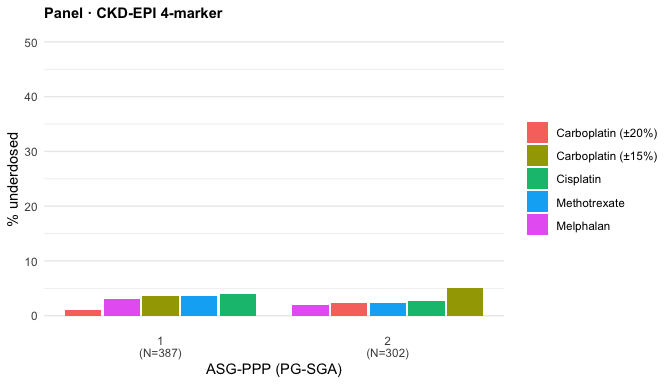 Panel · CKD-EPI 4-marker
% underdosed
50
40
30
20
10
0
1
(N=387)
2
(N=302)
ASG-PPP (PG-SGA)
Carboplatin (±20%)
Carboplatin (±15%)
Cisplatin
Methotrexate
Melphalan